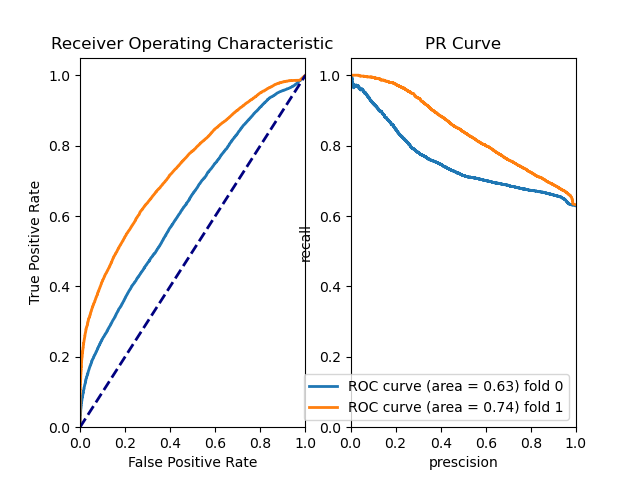 Receiver Operating Characteristic
1.0
0.8
0.6
0.4
0.2
0.0
True Positive Rate
0.0 0.2 0.4 0.6 0.8 1.0
False Positive Rate
PR Curve
1.0
0.8
0.6
0.4
0.2
0.0
recall
ROC curve (area = 0.63) fold 0
ROC curve (area = 0.74) fold 1
0.0 0.2 0.4 0.6 0.8 1.0
prescision